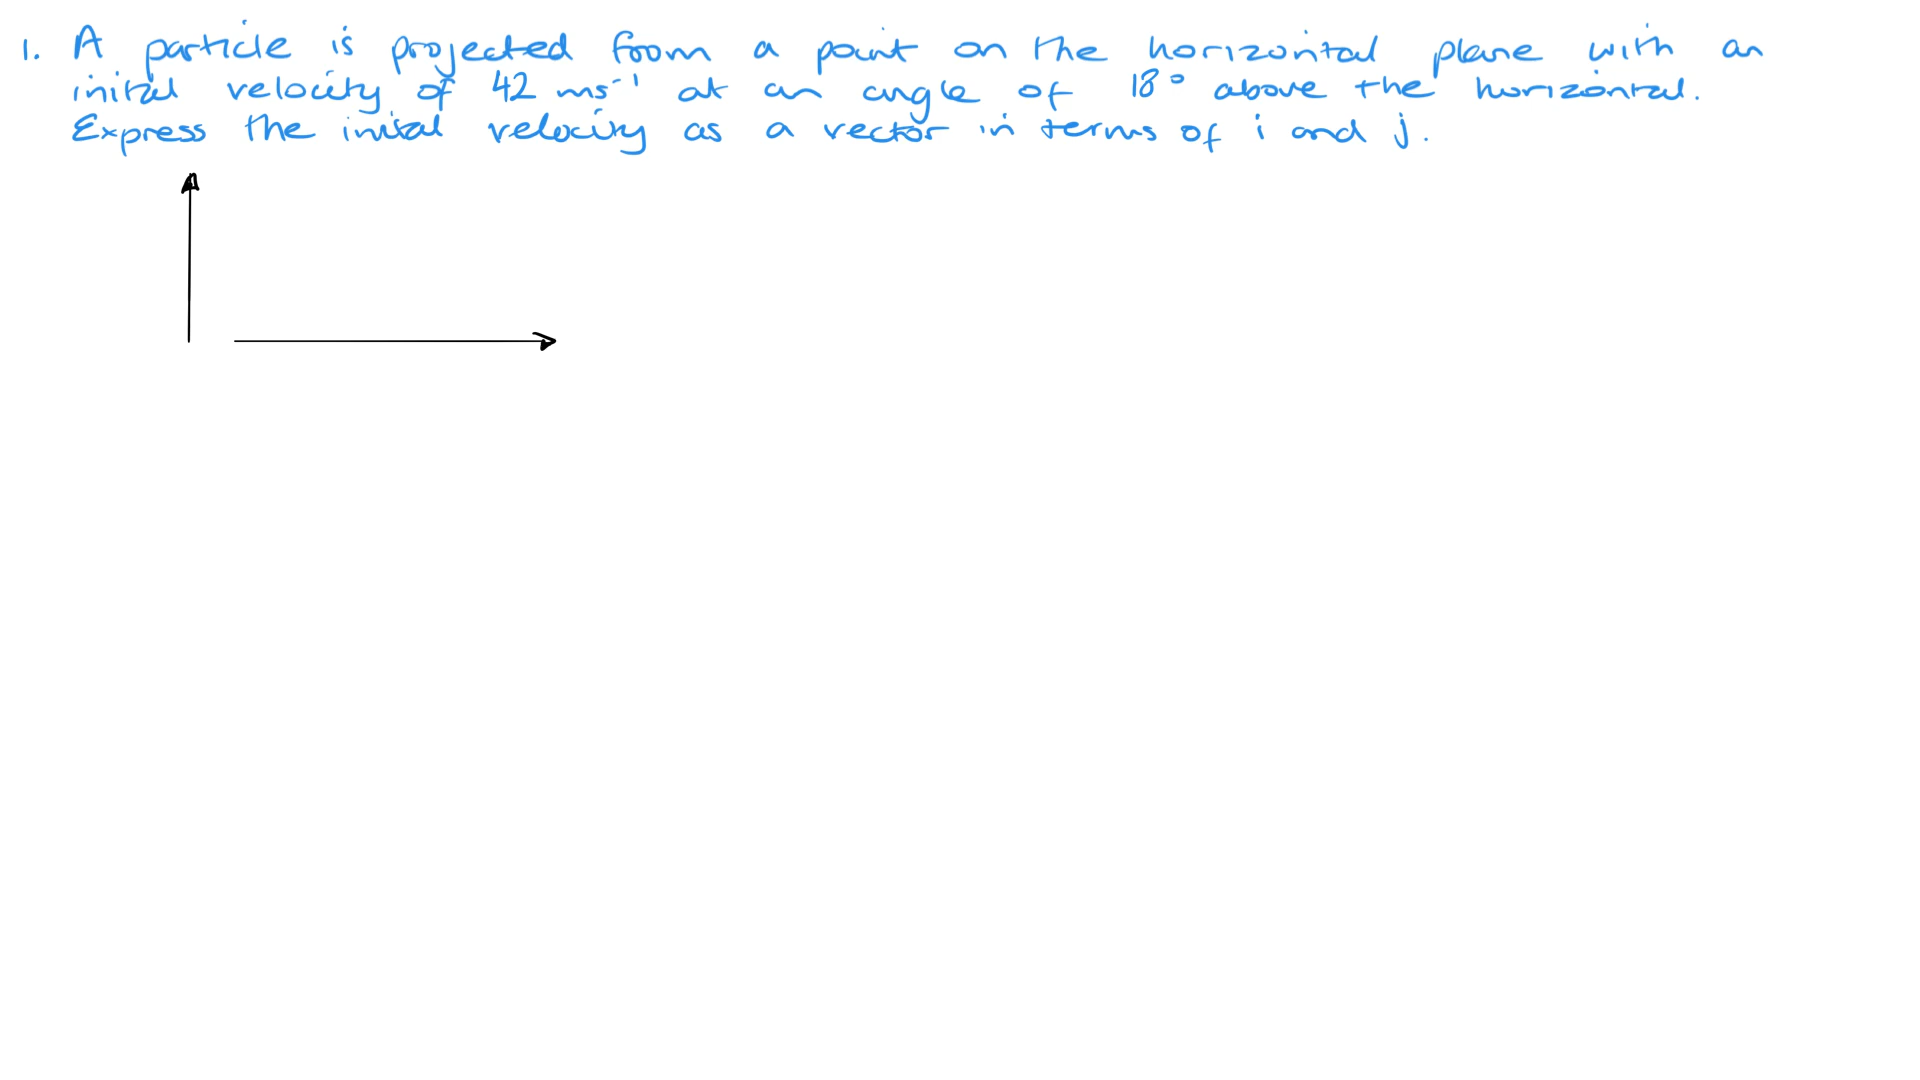 1. A particle is projected from a point on the horizontal plane with an
initial velocity of 42 ms⁻¹ at an angle of 18° above the horizontal.
Express the initial velocity as a vector in terms of i and j.